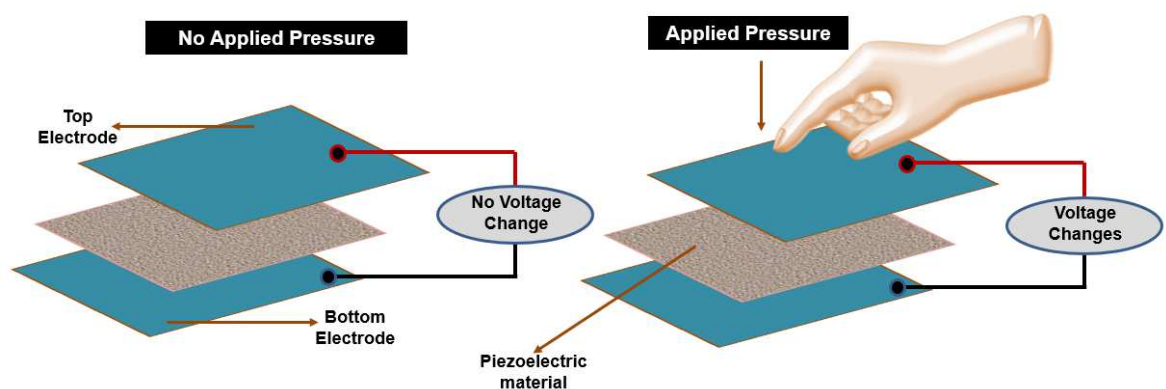 No Applied Pressure
Applied Pressure
Top
Electrode
No Voltage
Change
Voltage
Changes
Bottom
Electrode
Piezoelectric
material